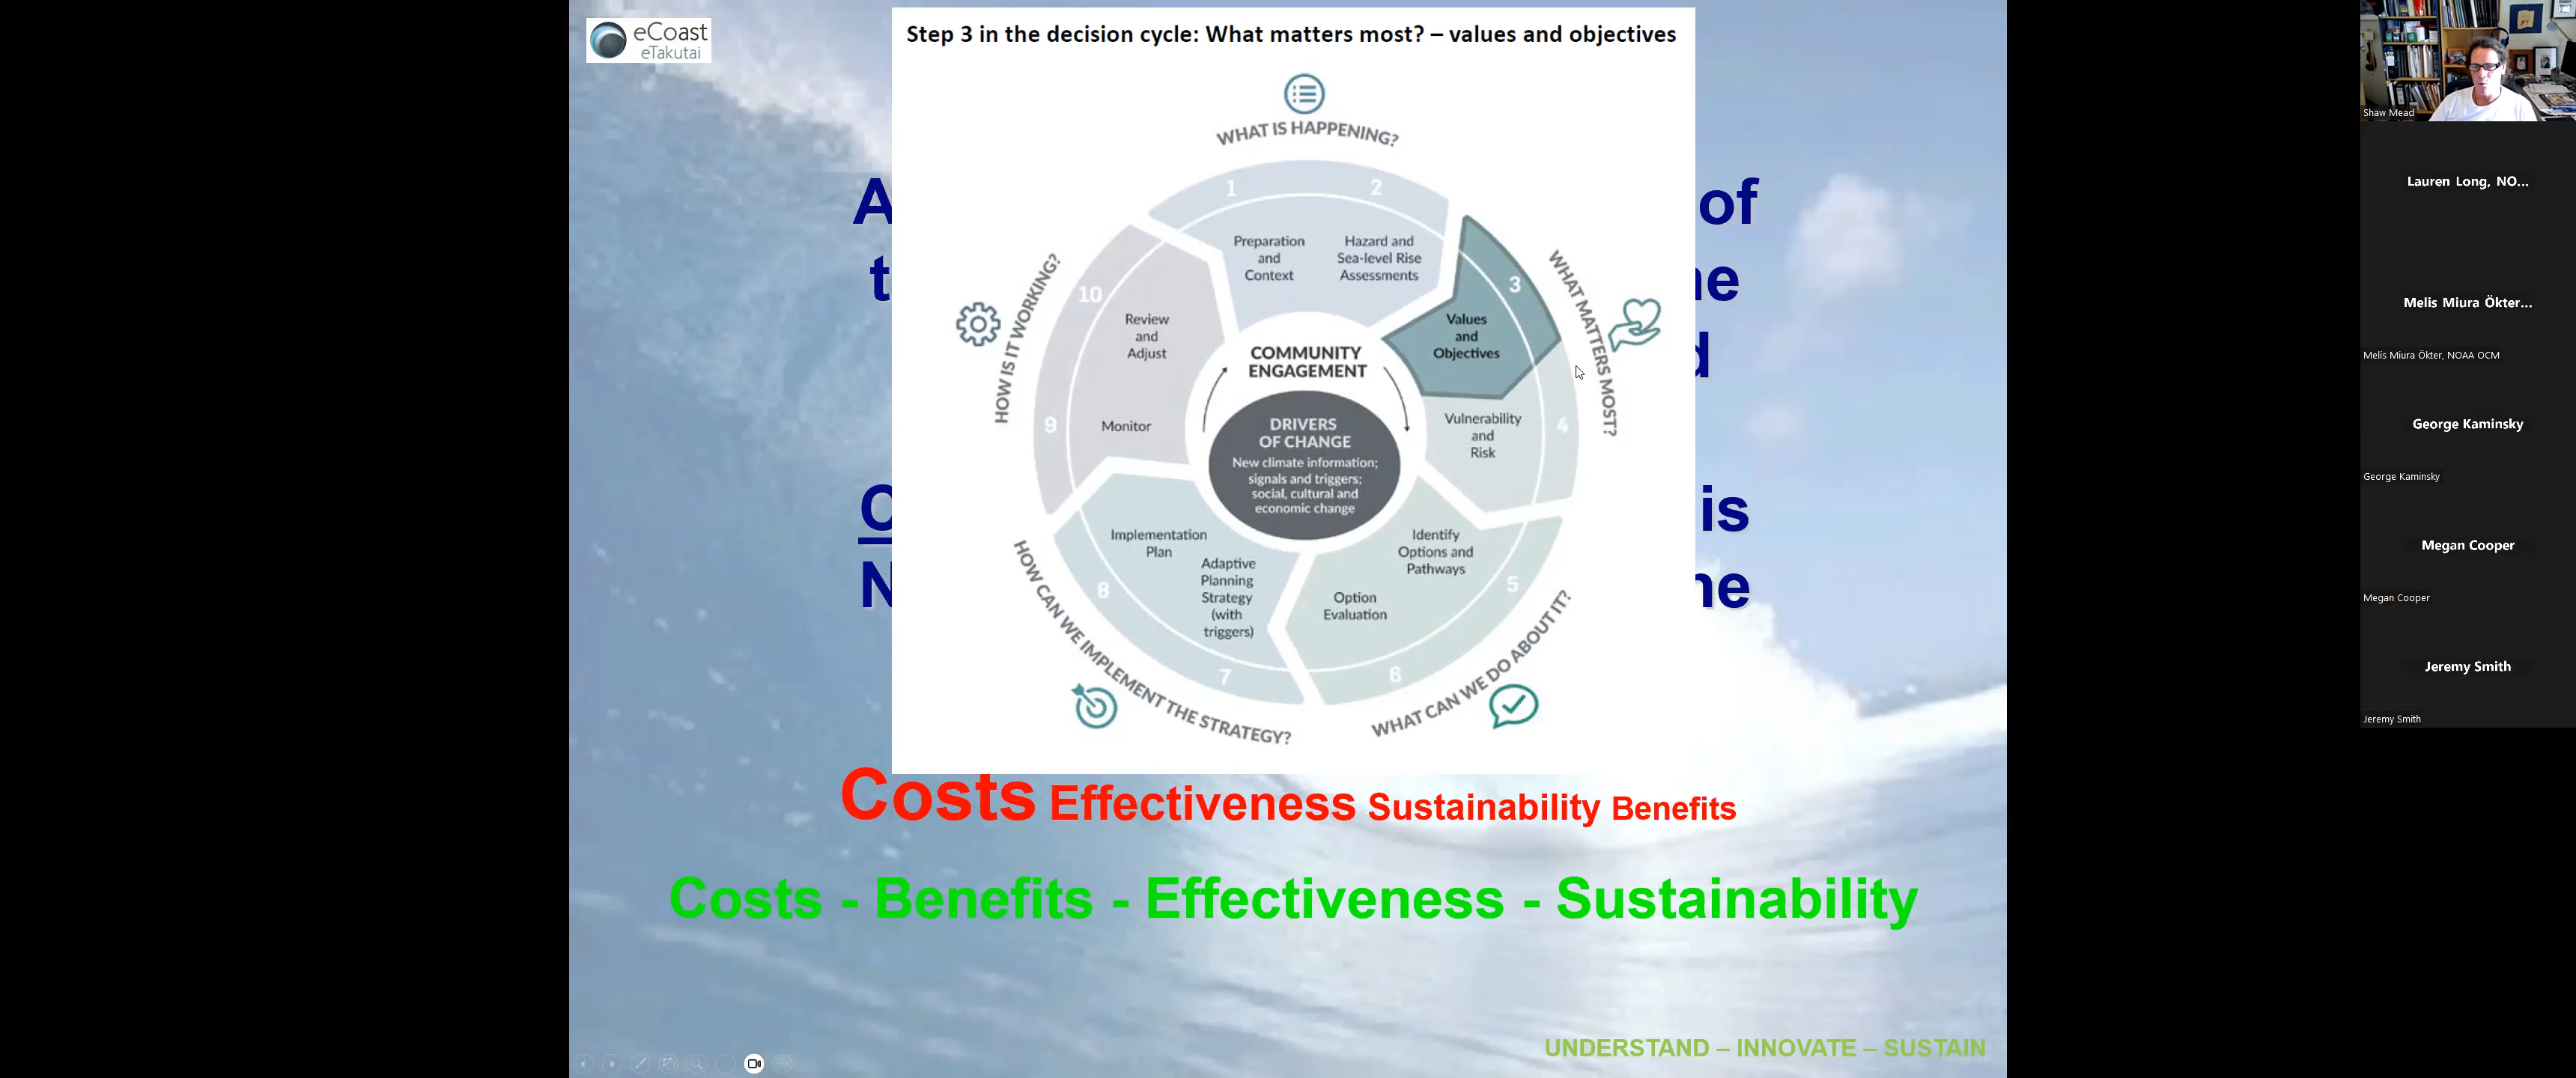 eCoast
eTakutai
Step 3 in the decision cycle: What matters most? – values and objectives
WHAT IS HAPPENING?
1
2
Preparation
and
Context
Hazard and
Sea-level Rise
Assessments
WHAT MATTERS MOST?
3
Values
and
Objectives
4
Vulnerability
and
Risk
WHAT CAN WE DO ABOUT IT?
5
Identify
Options and
Pathways
6
Option
Evaluation
HOW CAN WE IMPLEMENT THE STRATEGY?
7
Adaptive
Planning
Strategy
(with
triggers)
8
Implementation
Plan
HOW IS IT WORKING?
9
Monitor
10
Review
and
Adjust
COMMUNITY
ENGAGEMENT
DRIVERS
OF CHANGE
New climate information;
signals and triggers;
social, cultural and
economic change
of
is
Costs Effectiveness Sustainability Benefits
Costs - Benefits - Effectiveness - Sustainability
UNDERSTAND – INNOVATE – SUSTAIN
Shaw Mead
Lauren Long, NO...
Melis Miura Ökter...
Melis Miura Ökter, NOAA OCM
George Kaminsky
George Kaminsky
Megan Cooper
Megan Cooper
Jeremy Smith
Jeremy Smith